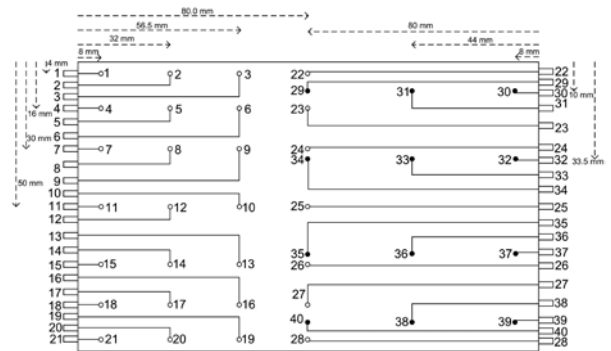 80.0 mm
56.5 mm
80 mm
32 mm
44 mm
8 mm
8 mm
4 mm
1 1 2 3 22 22
2 29
3 29 31 30 30
10 mm
16 mm
4 4 5 6 23 31
5 23
6
30 mm
7 7 8 9 24 24
34 33 32 32
33.5 mm
8 33
9
50 mm
10 34
11 11 12 10 25 25
12
13 35
14 36
35 36 37 37
15 15 14 13 26 26
16
17 27 27
18 18 17 16 38
19 40 38 39 39
20 40
21 21 20 19 28 28